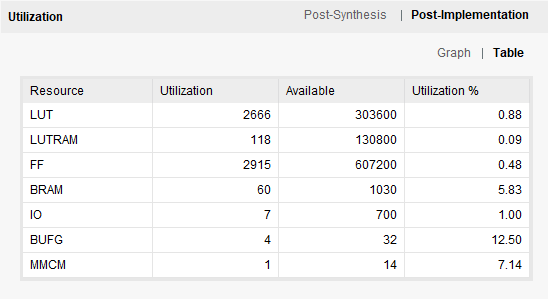 Utilization Post-Synthesis | Post-Implementation
Graph | Table
Resource Utilization Available Utilization %
LUT 2666 303600 0.88
LUTRAM 118 130800 0.09
FF 2915 607200 0.48
BRAM 60 1030 5.83
IO 7 700 1.00
BUFG 4 32 12.50
MMCM 1 14 7.14